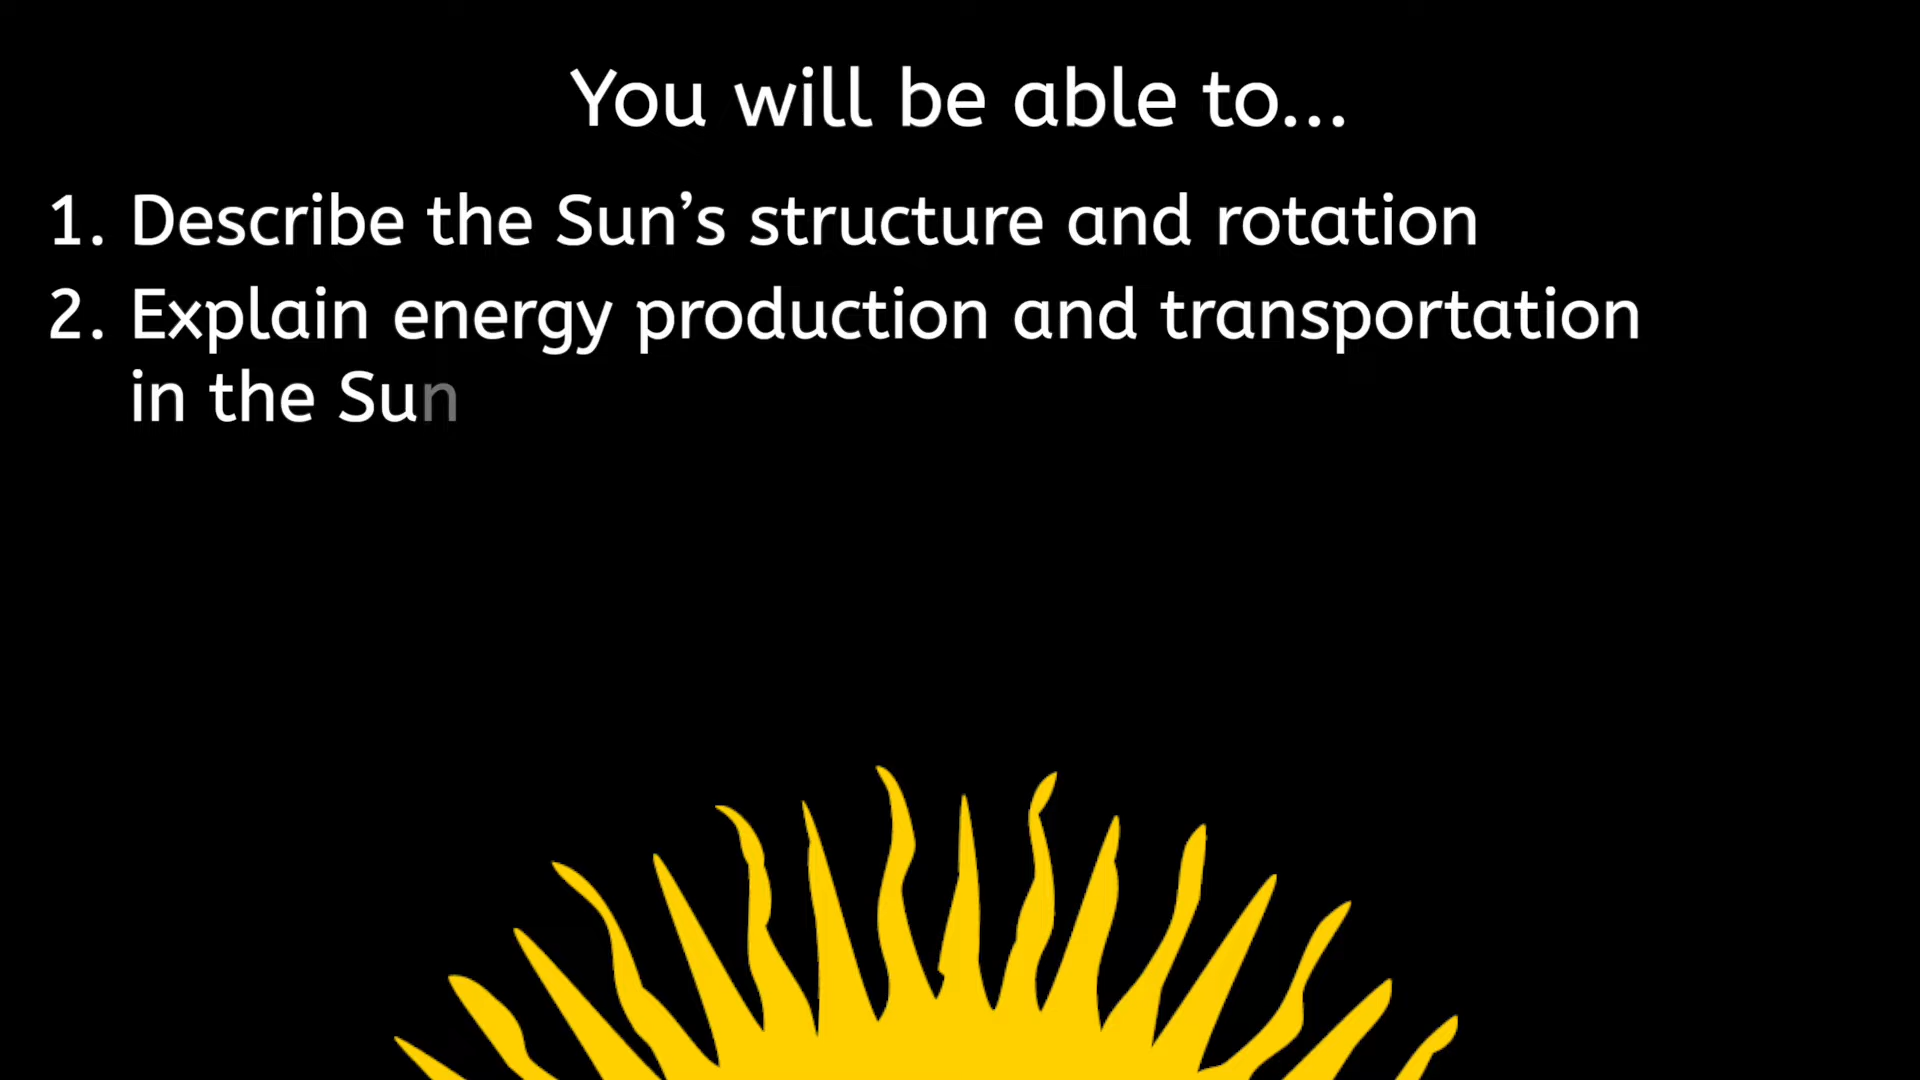 You will be able to...
1. Describe the Sun’s structure and rotation
2. Explain energy production and transportation
in the Sun